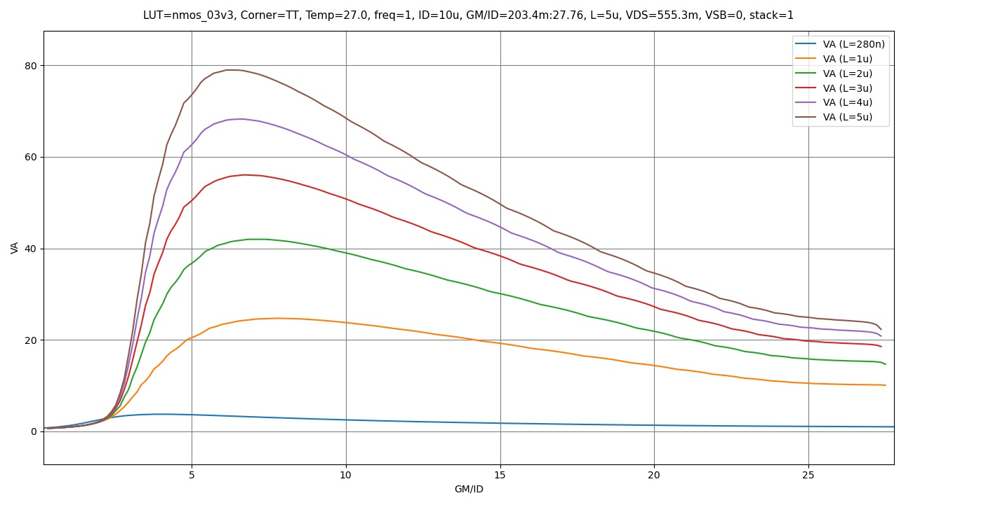 LUT=nmos_03v3, Corner=TT, Temp=27.0, freq=1, ID=10u, GM/ID=203.4m:27.76, L=5u, VDS=555.3m, VSB=0, stack=1
VA (L=280n)
VA (L=1u)
VA (L=2u)
VA (L=3u)
VA (L=4u)
VA (L=5u)
80
60
40
20
0
VA
5
10
15
20
25
GM/ID